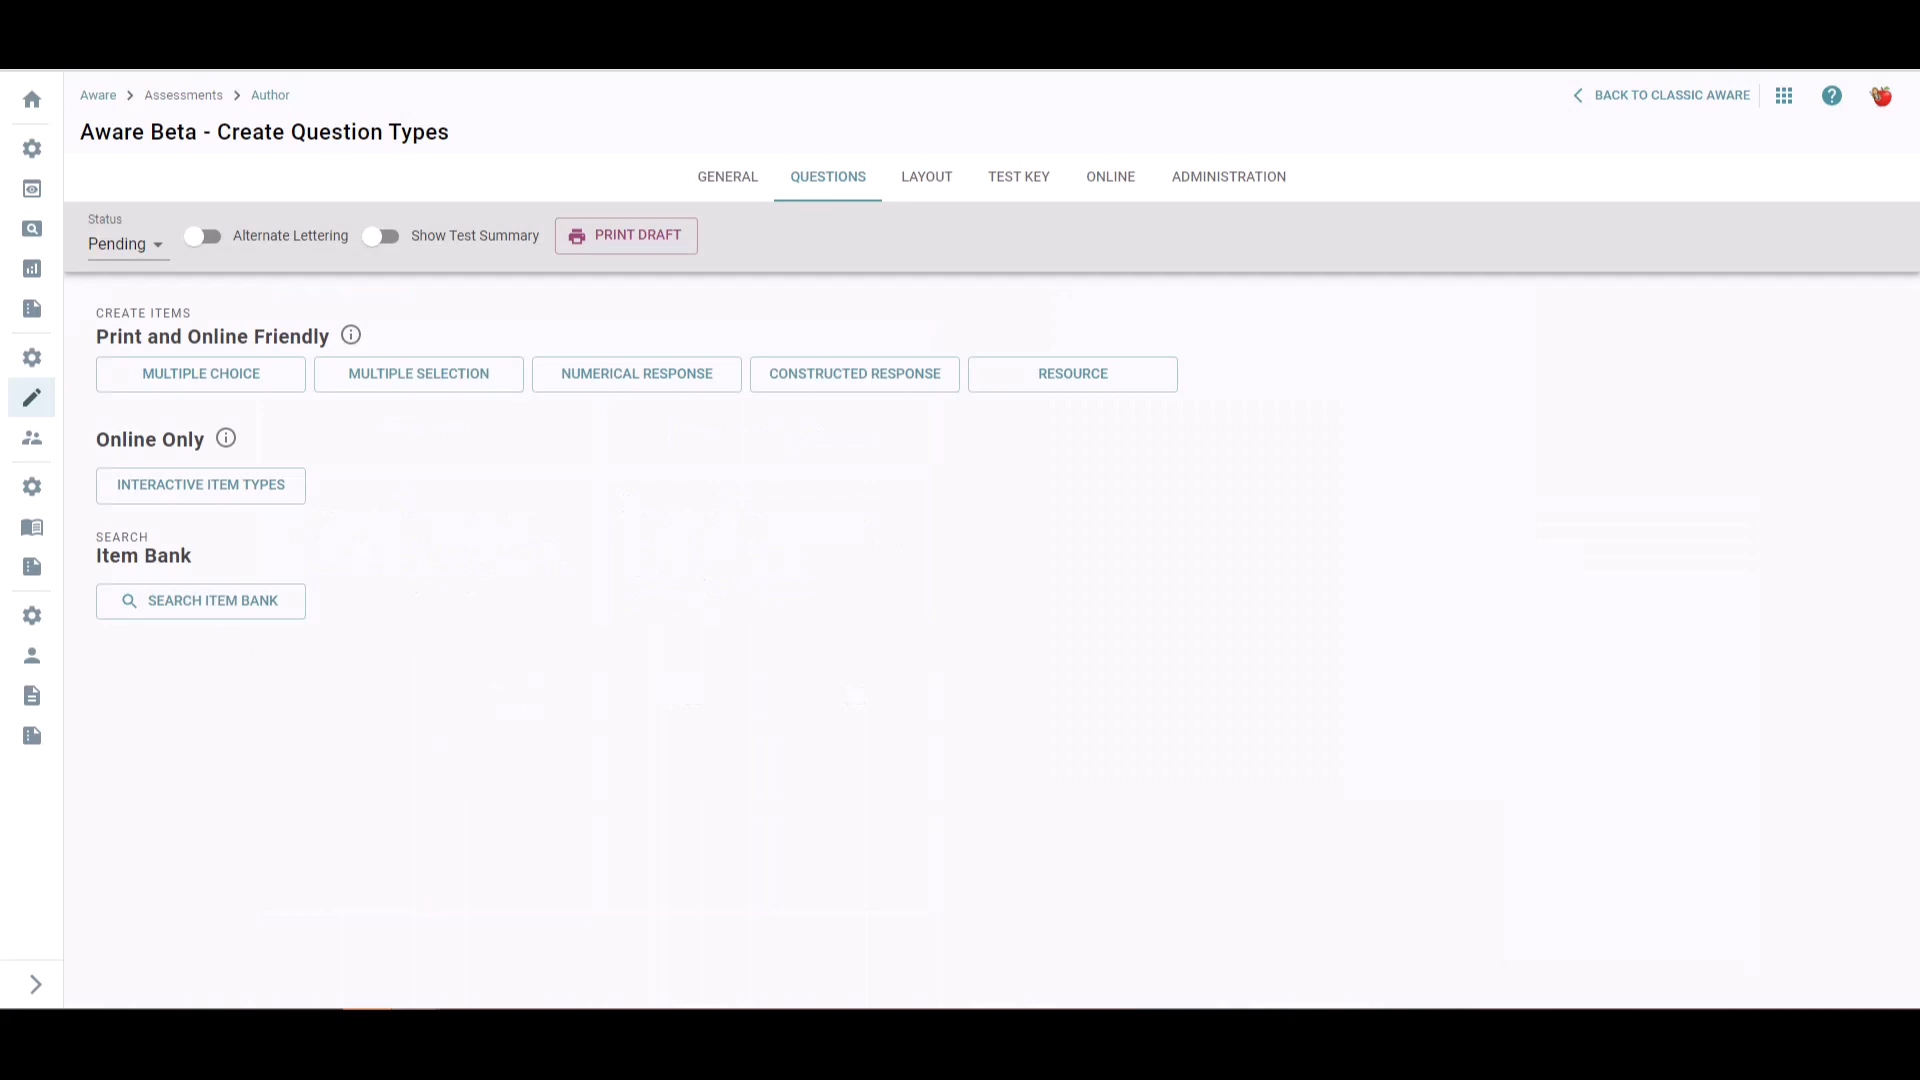 Aware > Assessments > Author
BACK TO CLASSIC AWARE
Aware Beta - Create Question Types
GENERAL QUESTIONS LAYOUT TEST KEY ONLINE ADMINISTRATION
Status
Pending Alternate Lettering Show Test Summary PRINT DRAFT
CREATE ITEMS
Print and Online Friendly
MULTIPLE CHOICE MULTIPLE SELECTION NUMERICAL RESPONSE CONSTRUCTED RESPONSE RESOURCE
Online Only
INTERACTIVE ITEM TYPES
SEARCH
Item Bank
SEARCH ITEM BANK